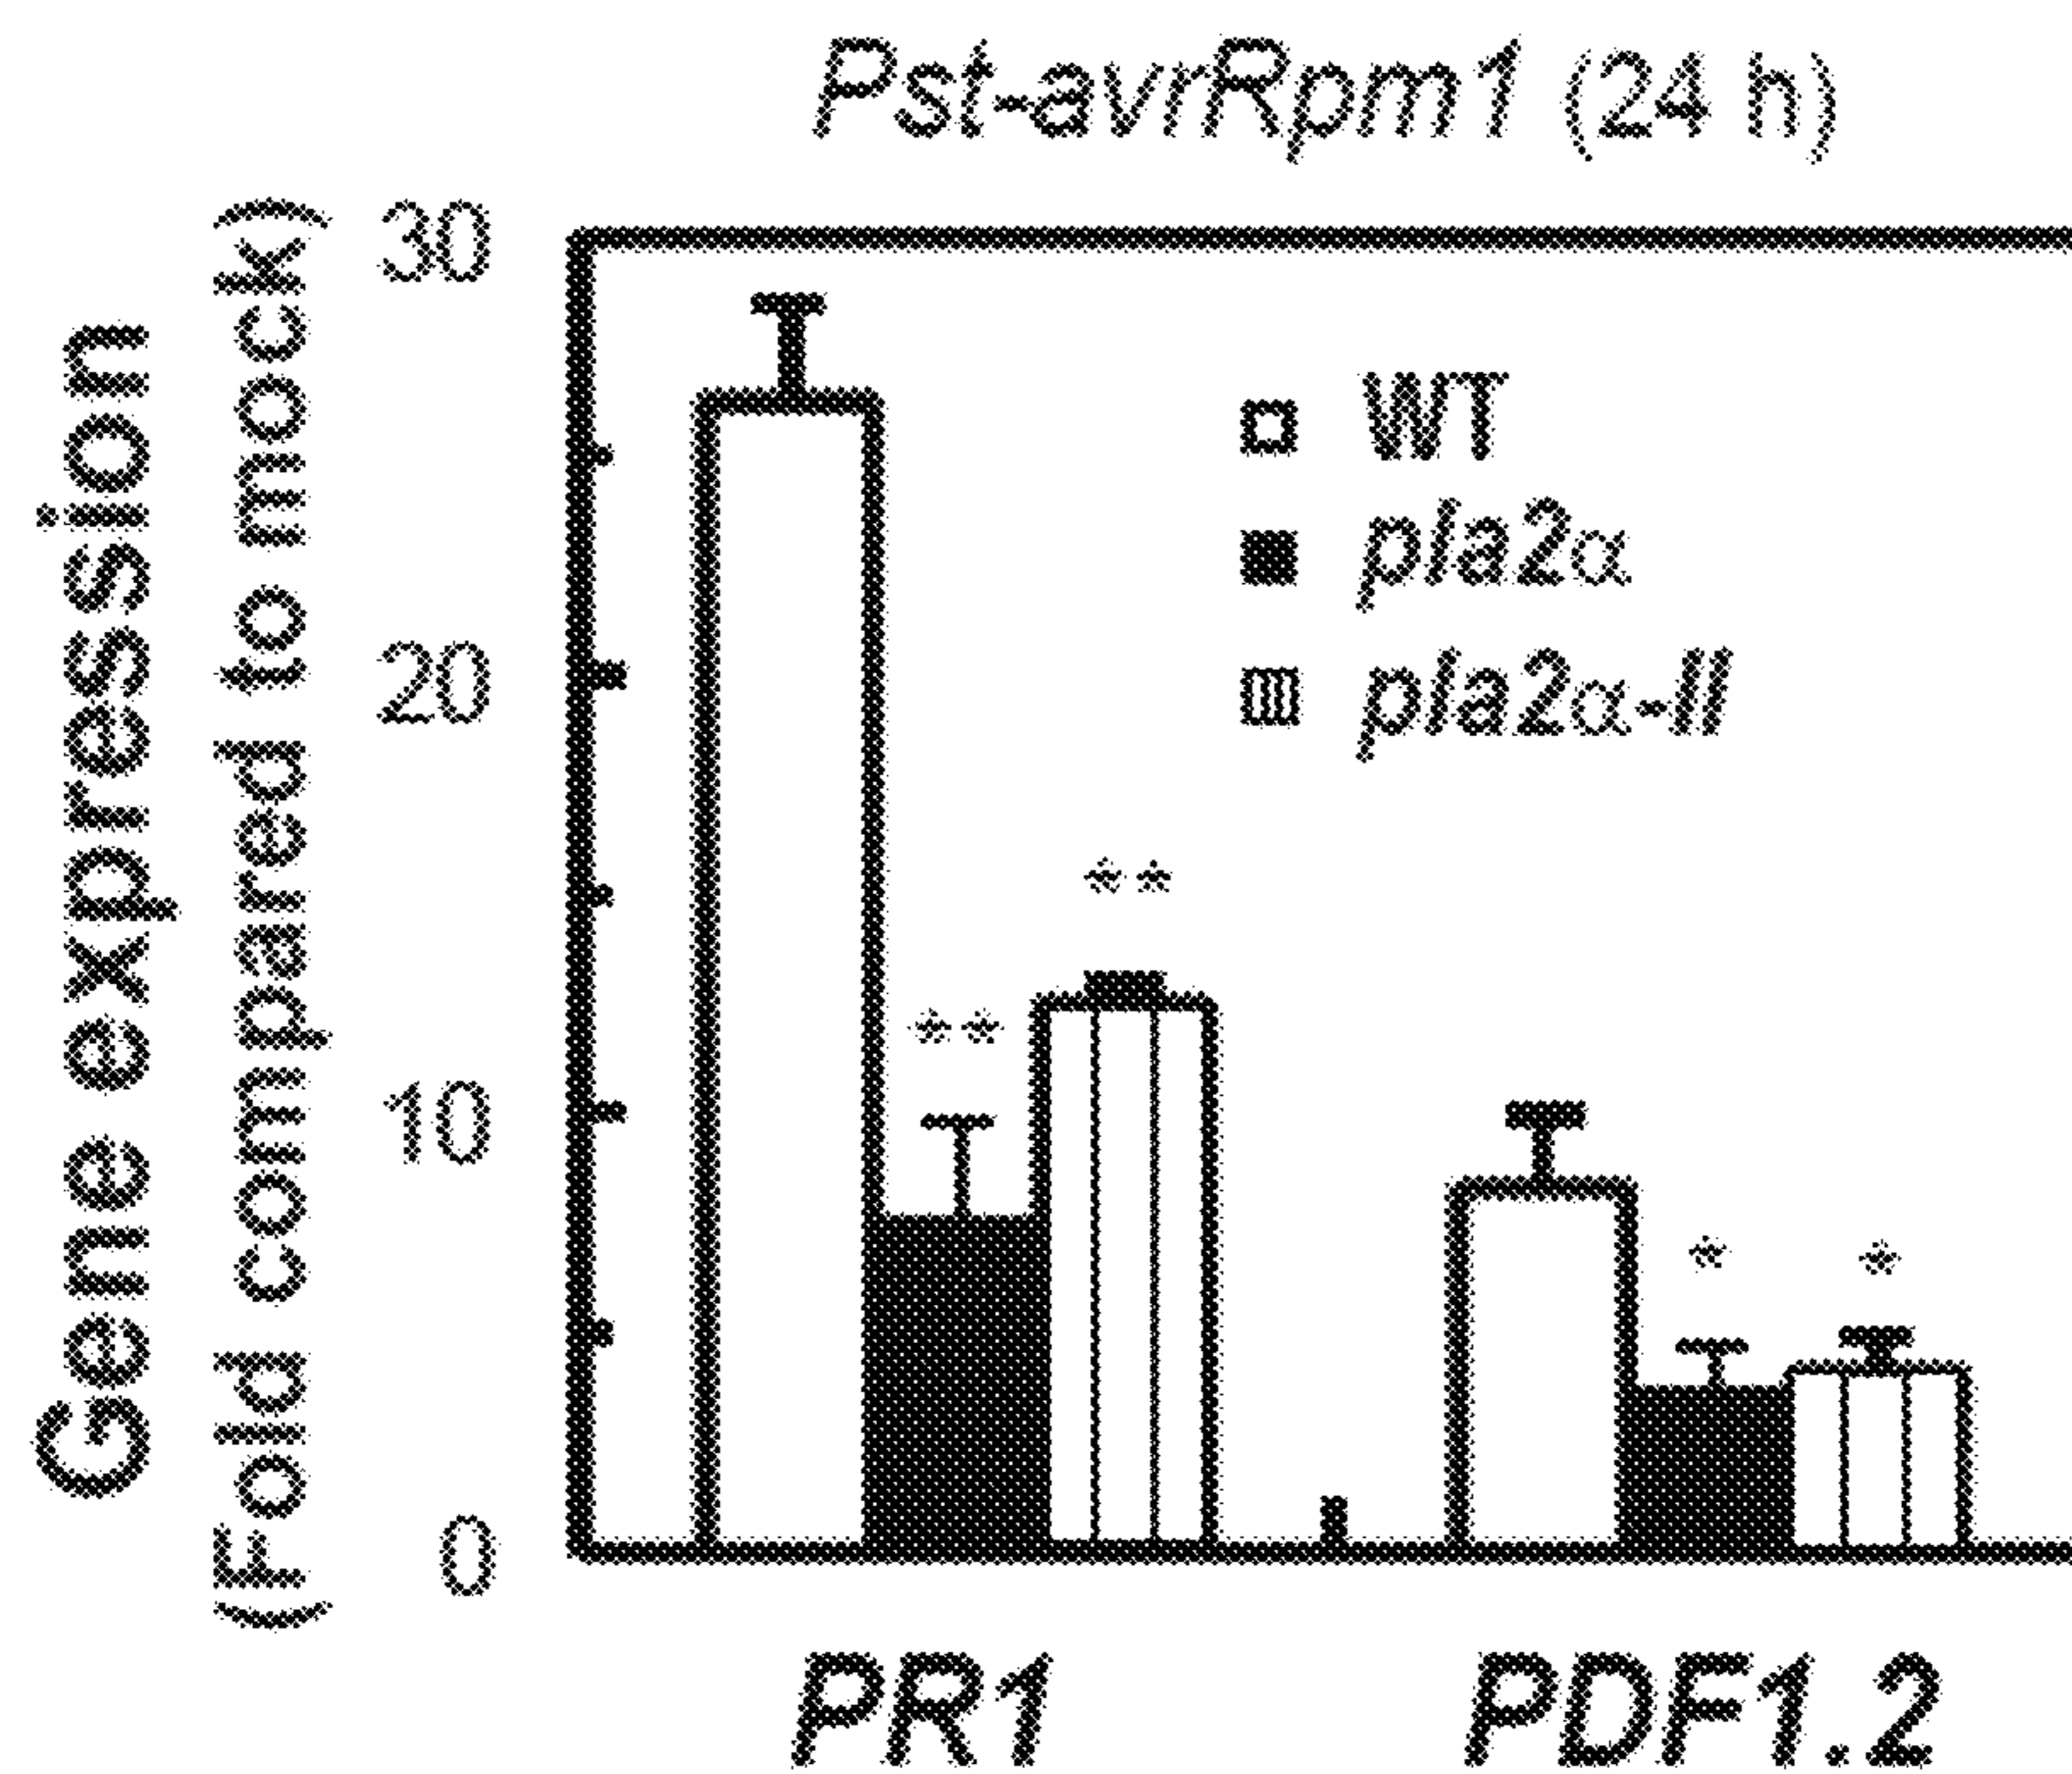 Pst-avrRpm1 (24 h)
Gene expression
(Fold compared to mock)
30
20
10
0
WT
pla2α
pla2α-II
**
**
*
*
PR1
PDF1.2